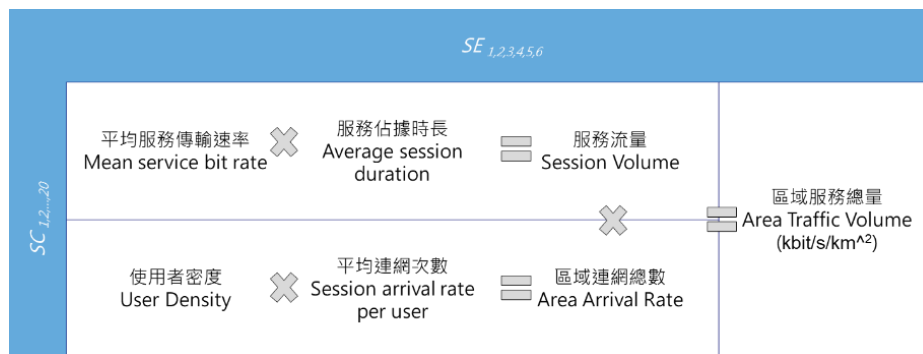 SE 1,2,3,4,5,6
SC 1,2,...,20
平均服務傳輸速率
Mean service bit rate
服務佔據時長
Average session
duration
服務流量
Session Volume
使用者密度
User Density
平均連網次數
Session arrival rate
per user
區域連網總數
Area Arrival Rate
區域服務總量
Area Traffic Volume
(kbit/s/km^2)